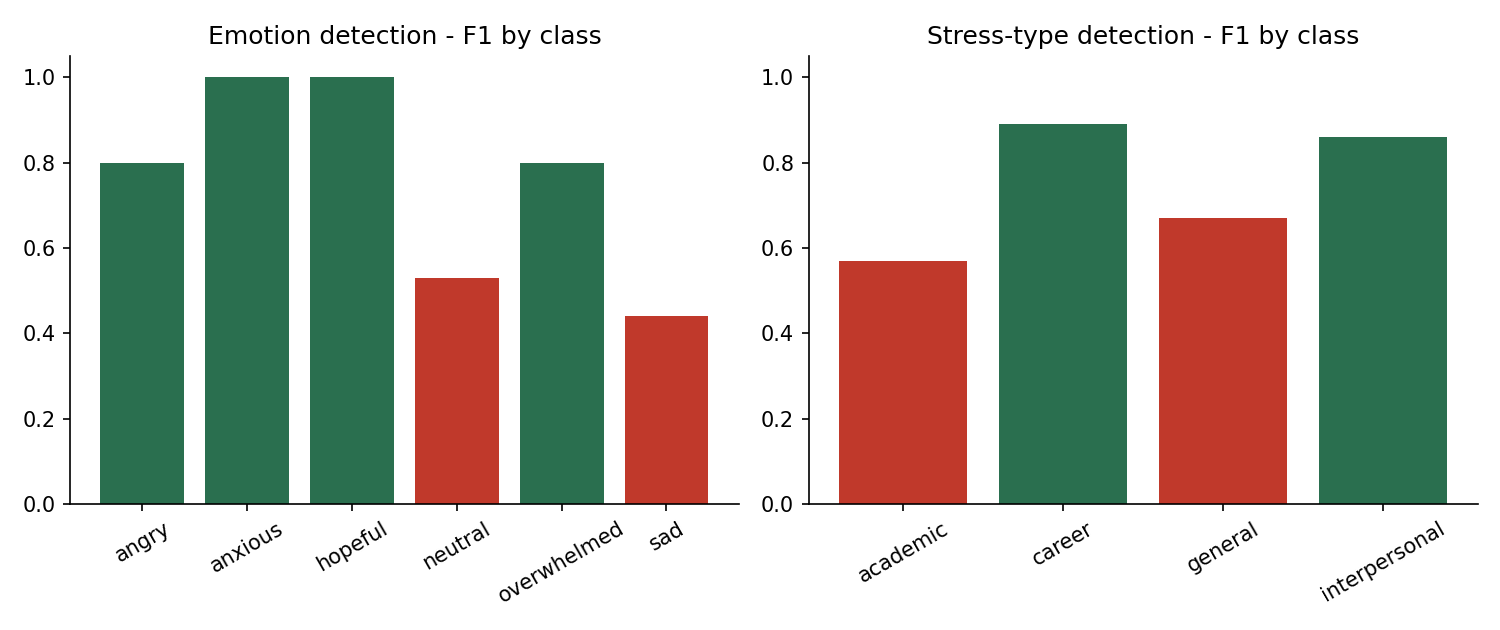 Emotion detection - F1 by class
1.0
0.8
0.6
0.4
0.2
0.0
angry
anxious
hopeful
neutral
overwhelmed
sad
Stress-type detection - F1 by class
1.0
0.8
0.6
0.4
0.2
0.0
academic
career
general
interpersonal